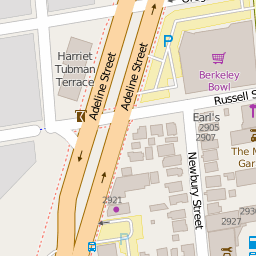 Harriet
Tubman
Terrace
Adeline Street
Adeline Street
P
Berkeley
Bowl
Russell S
Earl's
2905
2907
The M
Gar
Newbury Street
2921
P
2930
2927